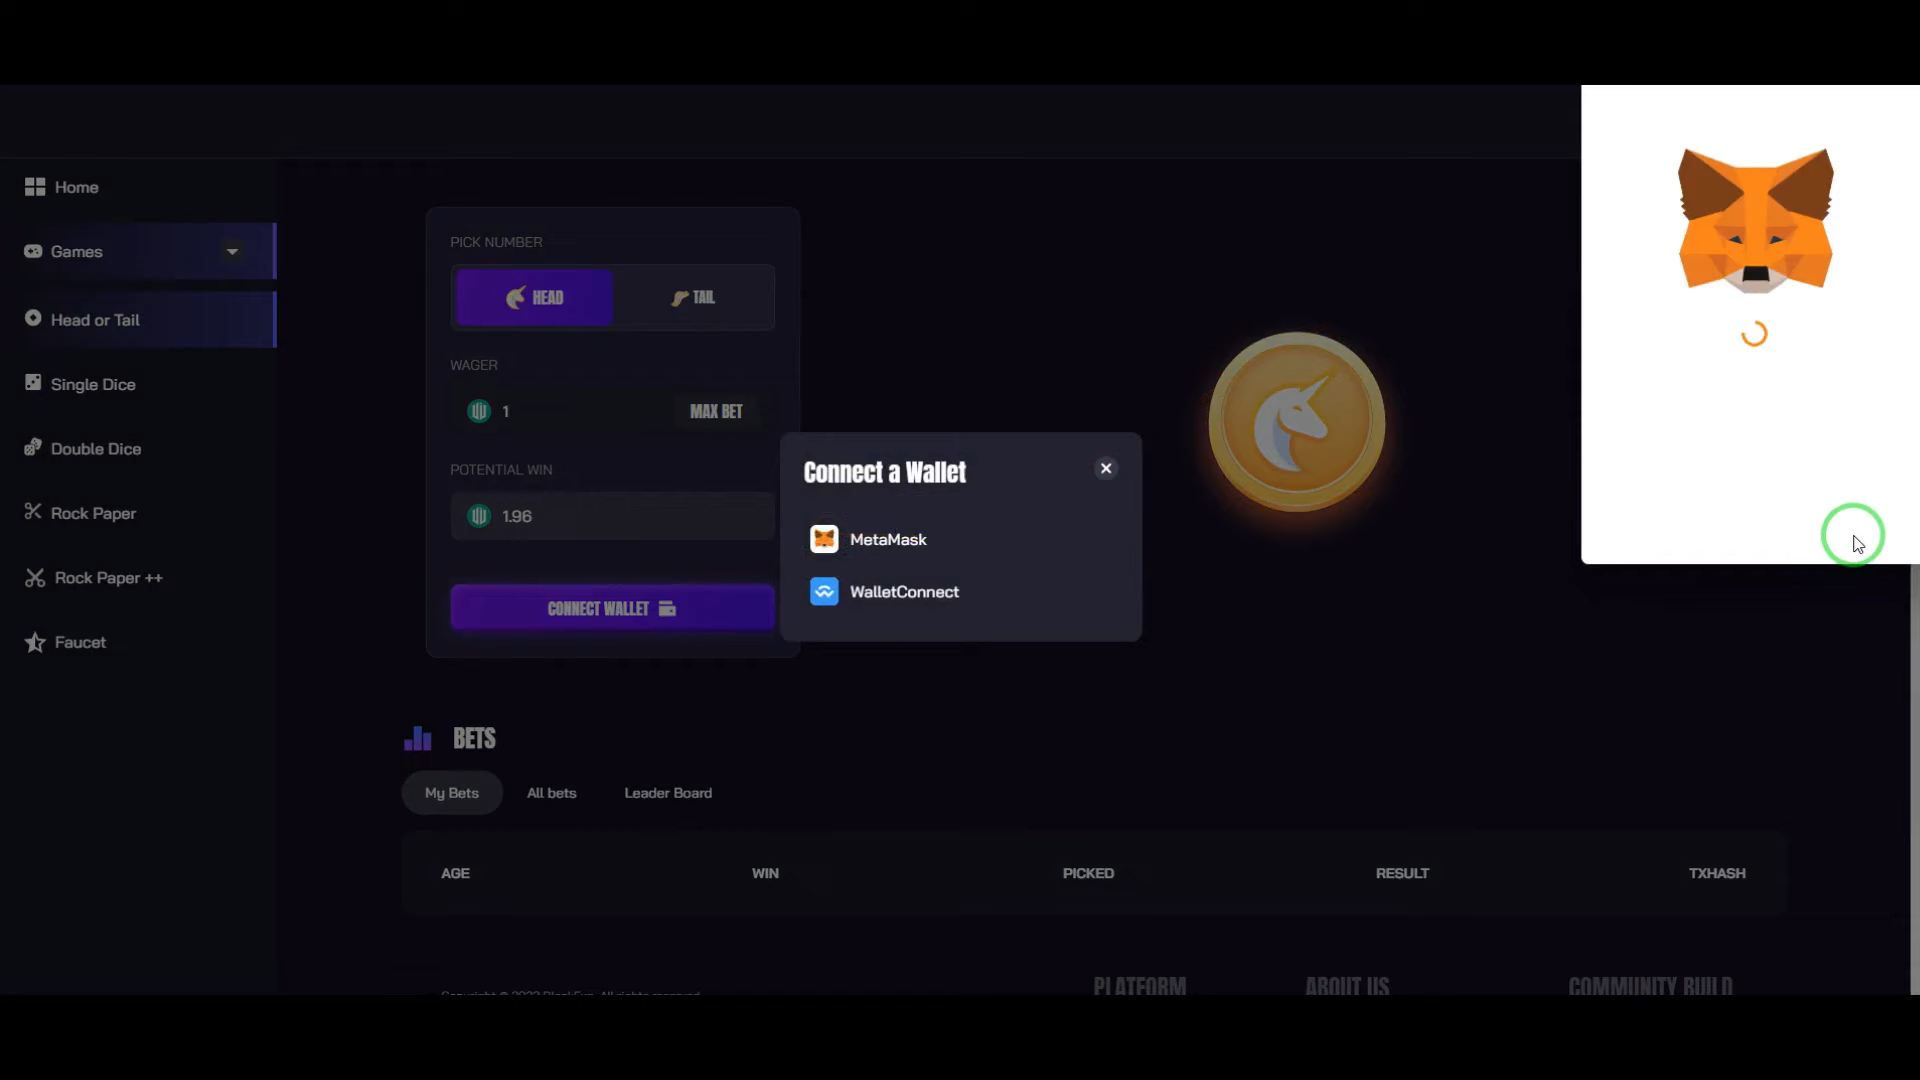 Home
Games
Head or Tail
Single Dice
Double Dice
Rock Paper
Rock Paper ++
Faucet
PICK NUMBER
HEAD
TAIL
WAGER
1
MAX BET
POTENTIAL WIN
1.96
CONNECT WALLET
Connect a Wallet
MetaMask
WalletConnect
BETS
My Bets
All bets
Leader Board
AGE
WIN
PICKED
RESULT
TXHASH
PLATFORM
ABOUT US
COMMUNITY BUILD